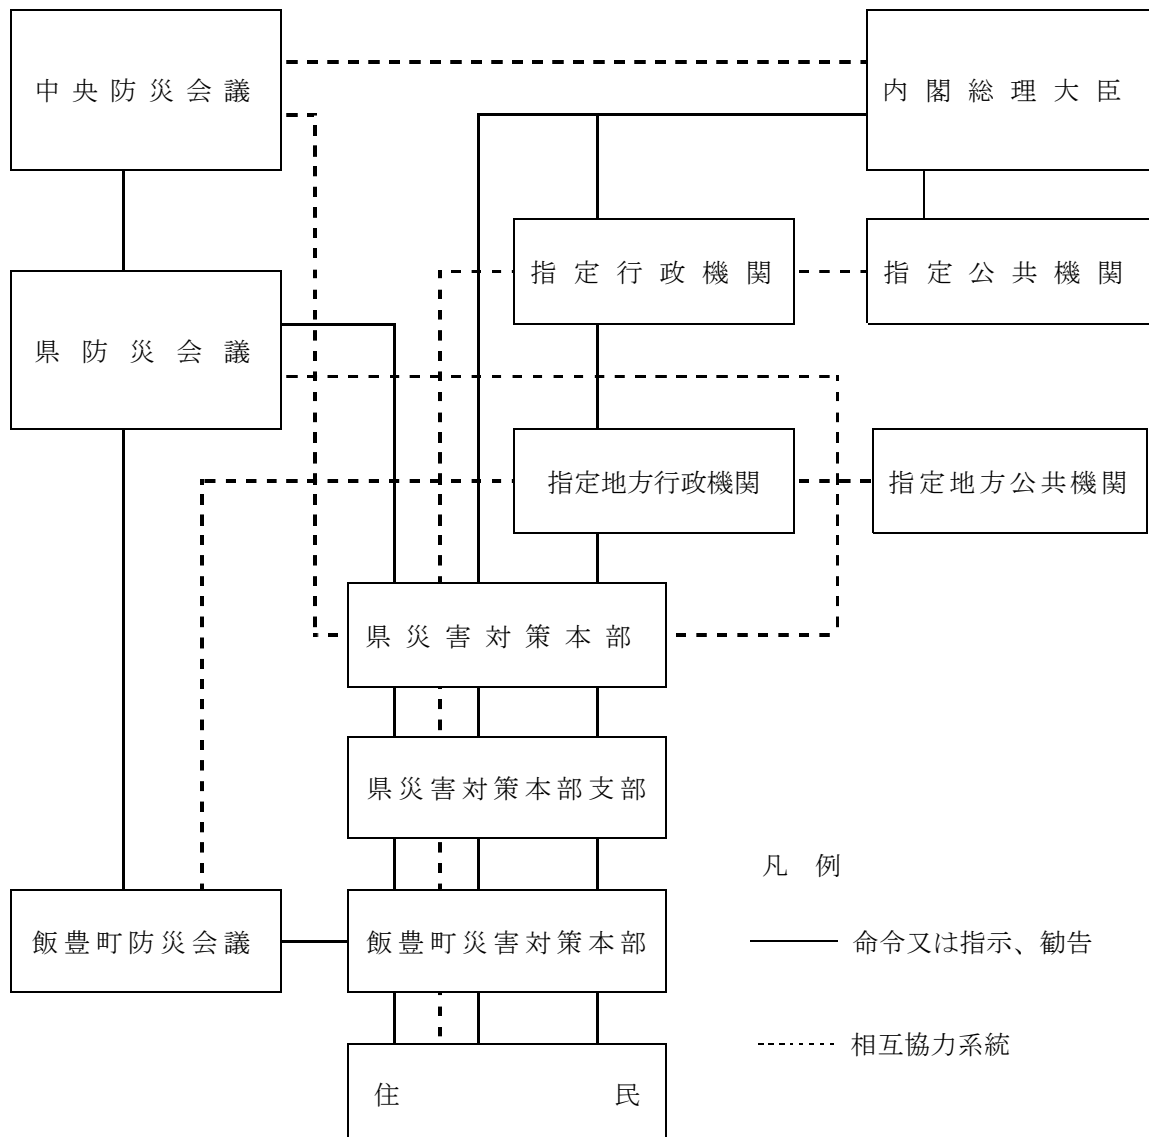 中央防災会議
内閣総理大臣
指定行政機関
指定公共機関
県防災会議
指定地方行政機関
指定地方公共機関
県災害対策本部
県災害対策本部支部
凡　例
飯豊町防災会議
飯豊町災害対策本部
命令又は指示、勧告
相互協力系統
住　民